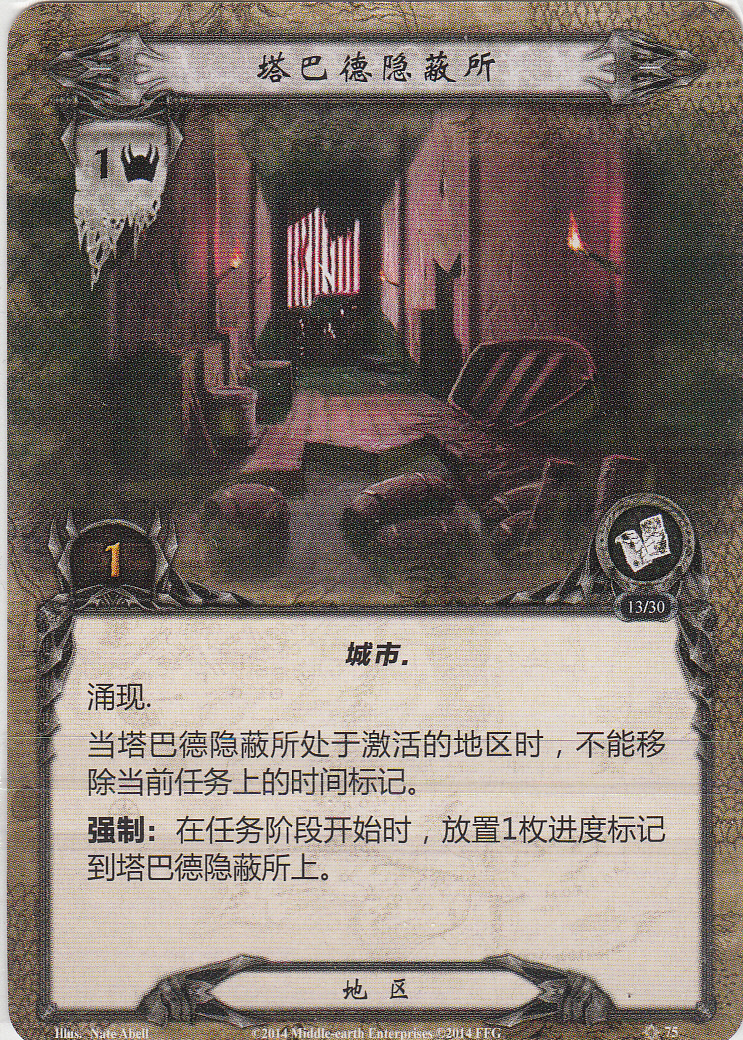 塔巴德隐蔽所
1
1
13/30
城市.
涌现.
当塔巴德隐蔽所处于激活的地区时，不能移
除当前任务上的时间标记。
强制：在任务阶段开始时，放置1枚进度标记
到塔巴德隐蔽所上。
地区
Illus. Nate Abell
©2014 Middle-earth Enterprises ©2014 FFG
75